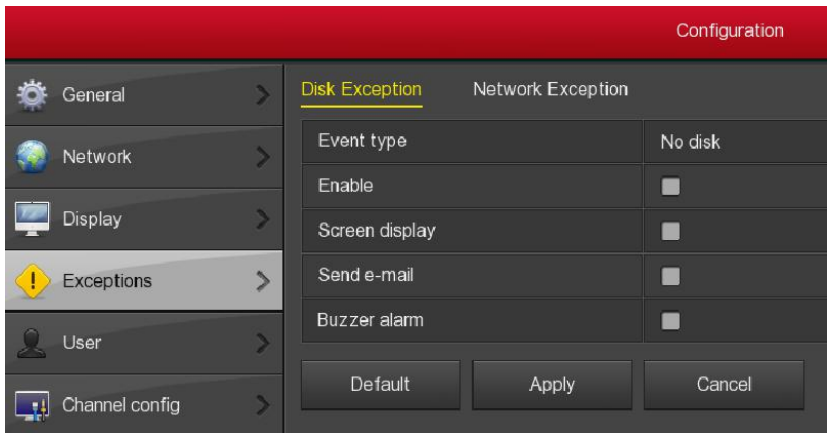 Configuration
General
Network
Display
Exceptions
User
Channel config
Disk Exception Network Exception
Event type No disk
Enable
Screen display
Send e-mail
Buzzer alarm
Default Apply Cancel